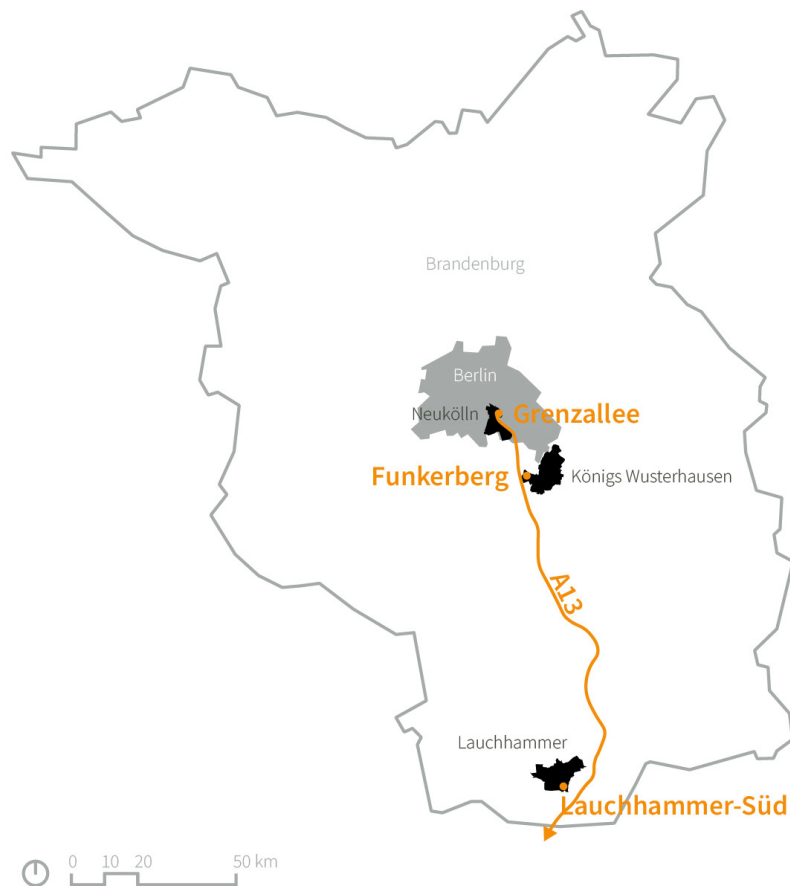 Brandenburg
Berlin
Neukölln
Grenzallee
Funkerberg
Königs Wusterhausen
A13
Lauchhammer
Lauchhammer-Süd
0 10 20 50 km